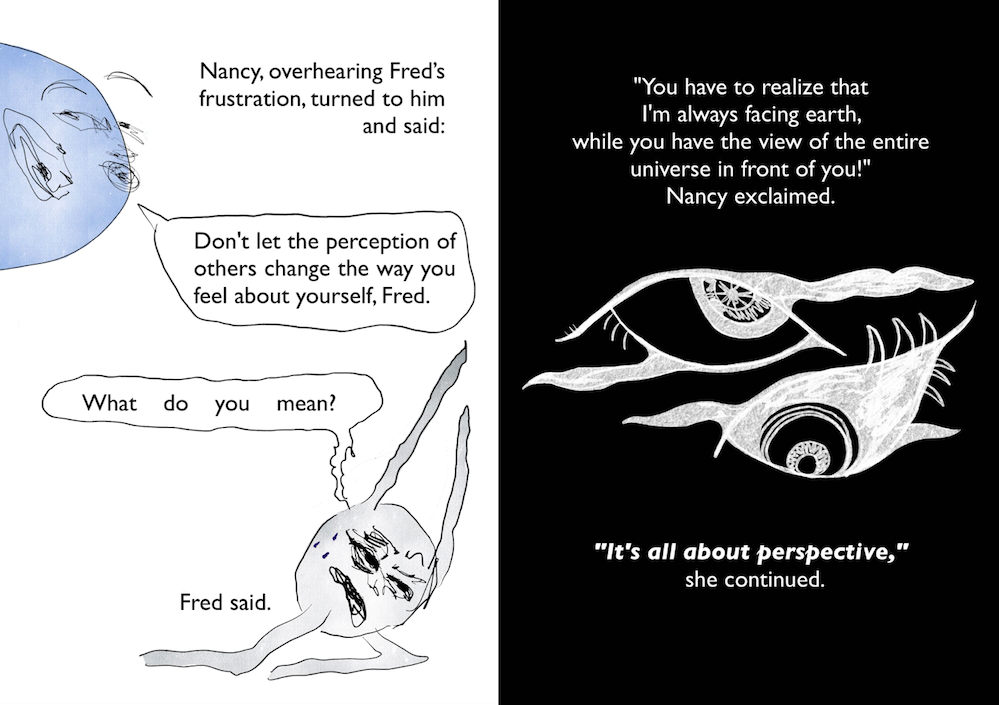 Nancy, overhearing Fred’s
frustration, turned to him
and said:
Don't let the perception of
others change the way you
feel about yourself, Fred.
What do you mean?
Fred said.
"You have to realize that
I'm always facing earth,
while you have the view of the entire
universe in front of you!"
Nancy exclaimed.
"It's all about perspective,"
she continued.